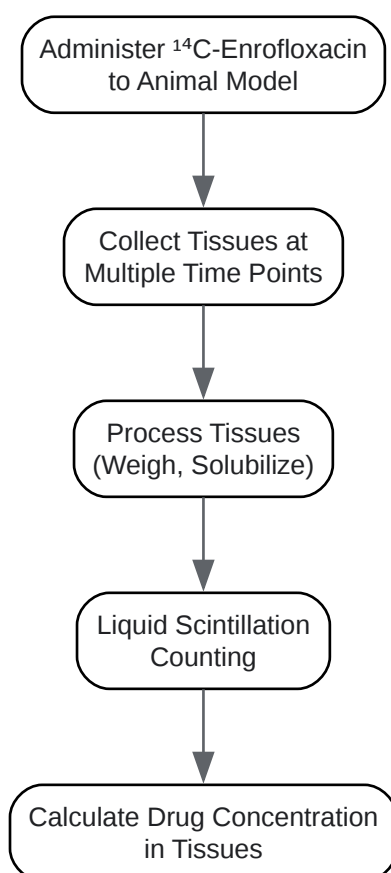 Administer ¹⁴C-Enrofloxacin
to Animal Model
Collect Tissues at
Multiple Time Points
Process Tissues
(Weigh, Solubilize)
Liquid Scintillation
Counting
Calculate Drug Concentration
in Tissues